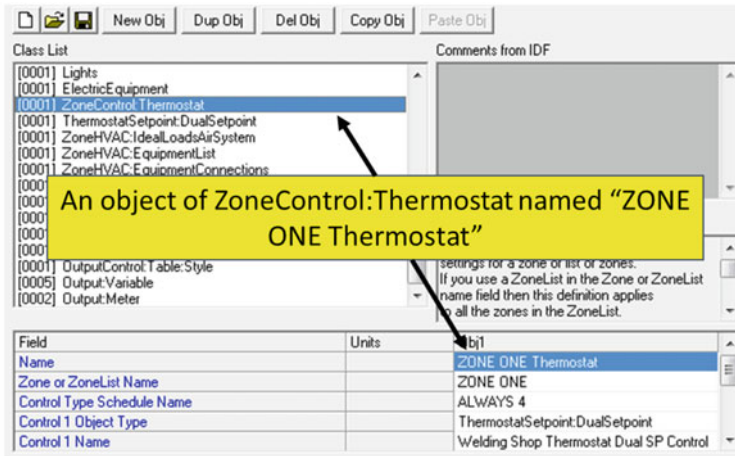 New Obj Dup Obj Del Obj Copy Obj Paste Obj
Class List
Comments from IDF
[0001] Lights
[0001] ElectricEquipment
[0001] ZoneControl:Thermostat
[0001] ThermostatSetpoint:DualSetpoint
[0001] ZoneHVAC:IdealLoadsAirSystem
[0001] ZoneHVAC:EquipmentList
[0001] ZoneHVAC:EquipmentConnections
An object of ZoneControl:Thermostat named “ZONE
ONE Thermostat”
[0001] OutputControl:Table:Style
[0005] Output:Variable
[0002] Output:Meter
settings for a zone or list of zones.
If you use a ZoneList in the Zone or ZoneList
name field then this definition applies
to all the zones in the ZoneList.
Field Units Obj1
Name ZONE ONE Thermostat
Zone or ZoneList Name ZONE ONE
Control Type Schedule Name ALWAYS 4
Control 1 Object Type ThermostatSetpoint:DualSetpoint
Control 1 Name Welding Shop Thermostat Dual SP Control